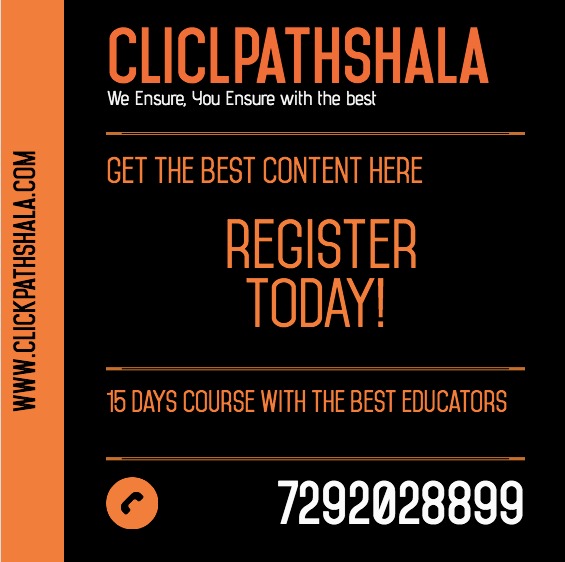 CLICLPATHSHALA
We Ensure, You Ensure with the best
GET THE BEST CONTENT HERE
REGISTER
TODAY!
15 DAYS COURSE WITH THE BEST EDUCATORS
7292028899
WWW.CLICKPATHSHALA.COM